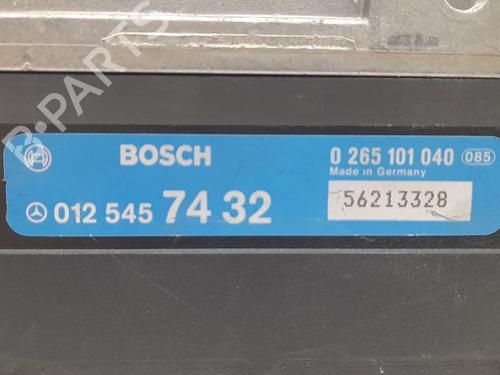 B-PARTS
BOSCH 0 265 101 040 085
Made in Germany
012 545 74 32 56213328